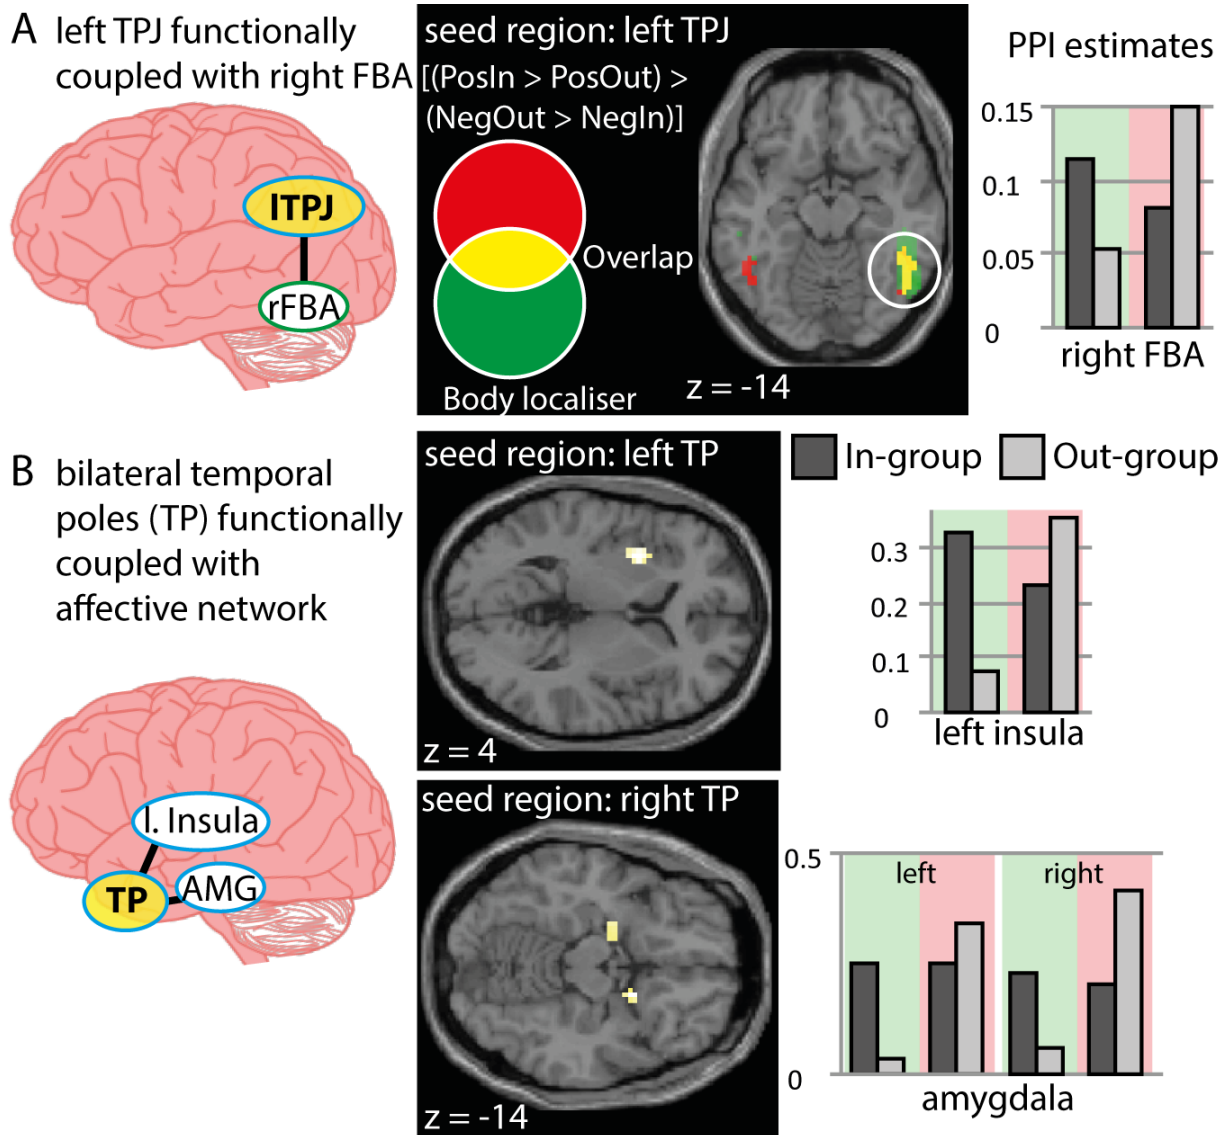 A left TPJ functionally
coupled with right FBA
lTPJ
rFBA
seed region: left TPJ
[(PosIn > PosOut) >
(NegOut > NegIn)]
Overlap
Body localiser
z = -14
PPI estimates
0.15
0.1
0.05
0
right FBA
B bilateral temporal
poles (TP) functionally
coupled with
affective network
l. Insula
TP
AMG
seed region: left TP
z = 4
In-group Out-group
0.3
0.2
0.1
0
left insula
seed region: right TP
z = -14
0.5
left right
0
amygdala